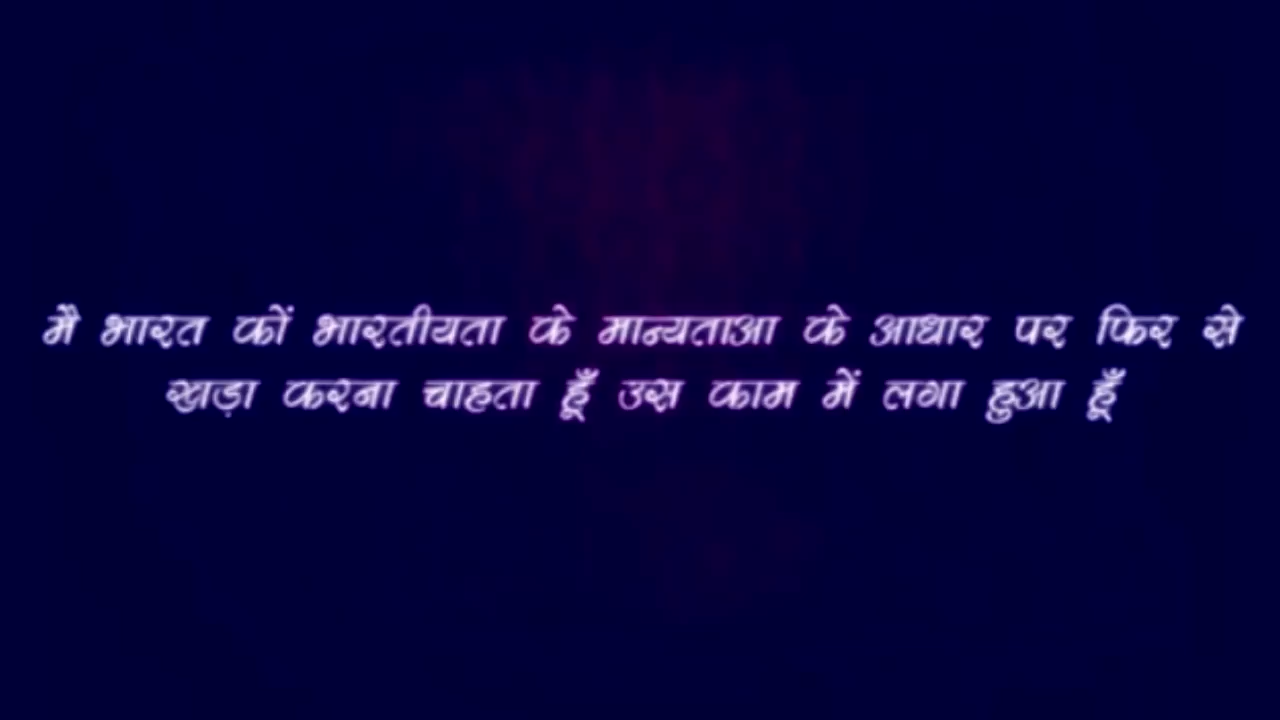 मै भारत कों भारतीयता के मान्यताआ के आधार पर फिर से
खड़ा करना चाहता हूँ उस काम में लगा हुआ हूँ